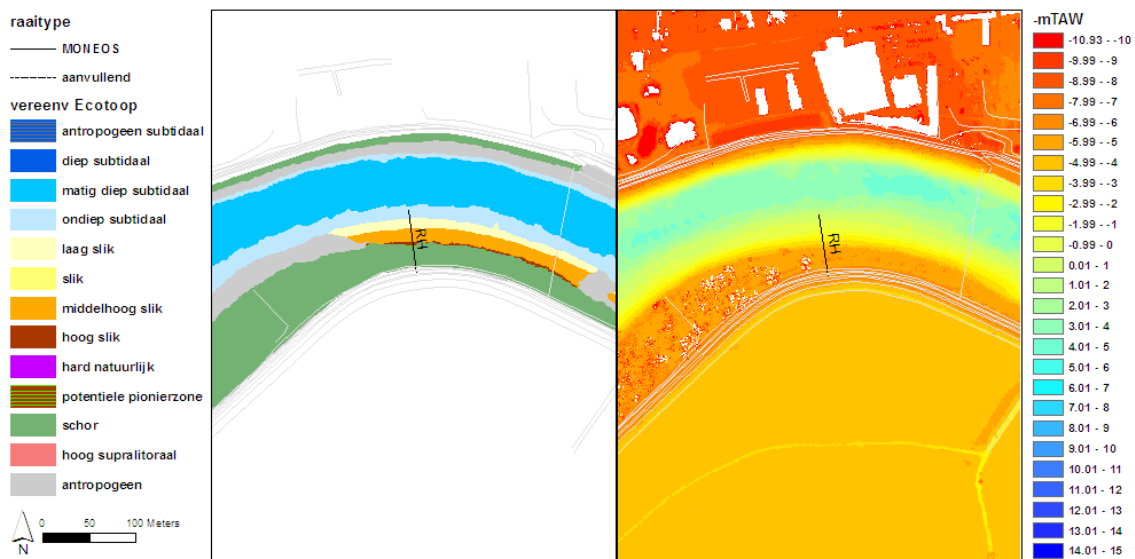 raaitype
MONEOS
aanvullend
vereenv Ecotoop
antropogeen subtidaal
diep subtidaal
matig diep subtidaal
ondiep subtidaal
laag slik
slik
middelhoog slik
hoog slik
hard natuurlijk
potentiele pionierzone
schor
hoog supralitoraal
antropogeen
0 50 100 Meters
N
RH
RH
-mTAW
-10.93 - -10
-9.99 - -9
-8.99 - -8
-7.99 - -7
-6.99 - -6
-5.99 - -5
-4.99 - -4
-3.99 - -3
-2.99 - -2
-1.99 - -1
-0.99 - 0
0.01 - 1
1.01 - 2
2.01 - 3
3.01 - 4
4.01 - 5
5.01 - 6
6.01 - 7
7.01 - 8
8.01 - 9
9.01 - 10
10.01 - 11
11.01 - 12
12.01 - 13
13.01 - 14
14.01 - 15